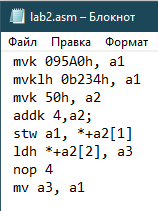 lab2.asm – Блокнот
Файл Правка Формат
mvk 095A0h, a1
mvklh 0b234h, a1
mvk 50h, a2
addk 4,a2;
stw a1, *+a2[1]
ldh *+a2[2], a3
nop 4
mv a3, a1